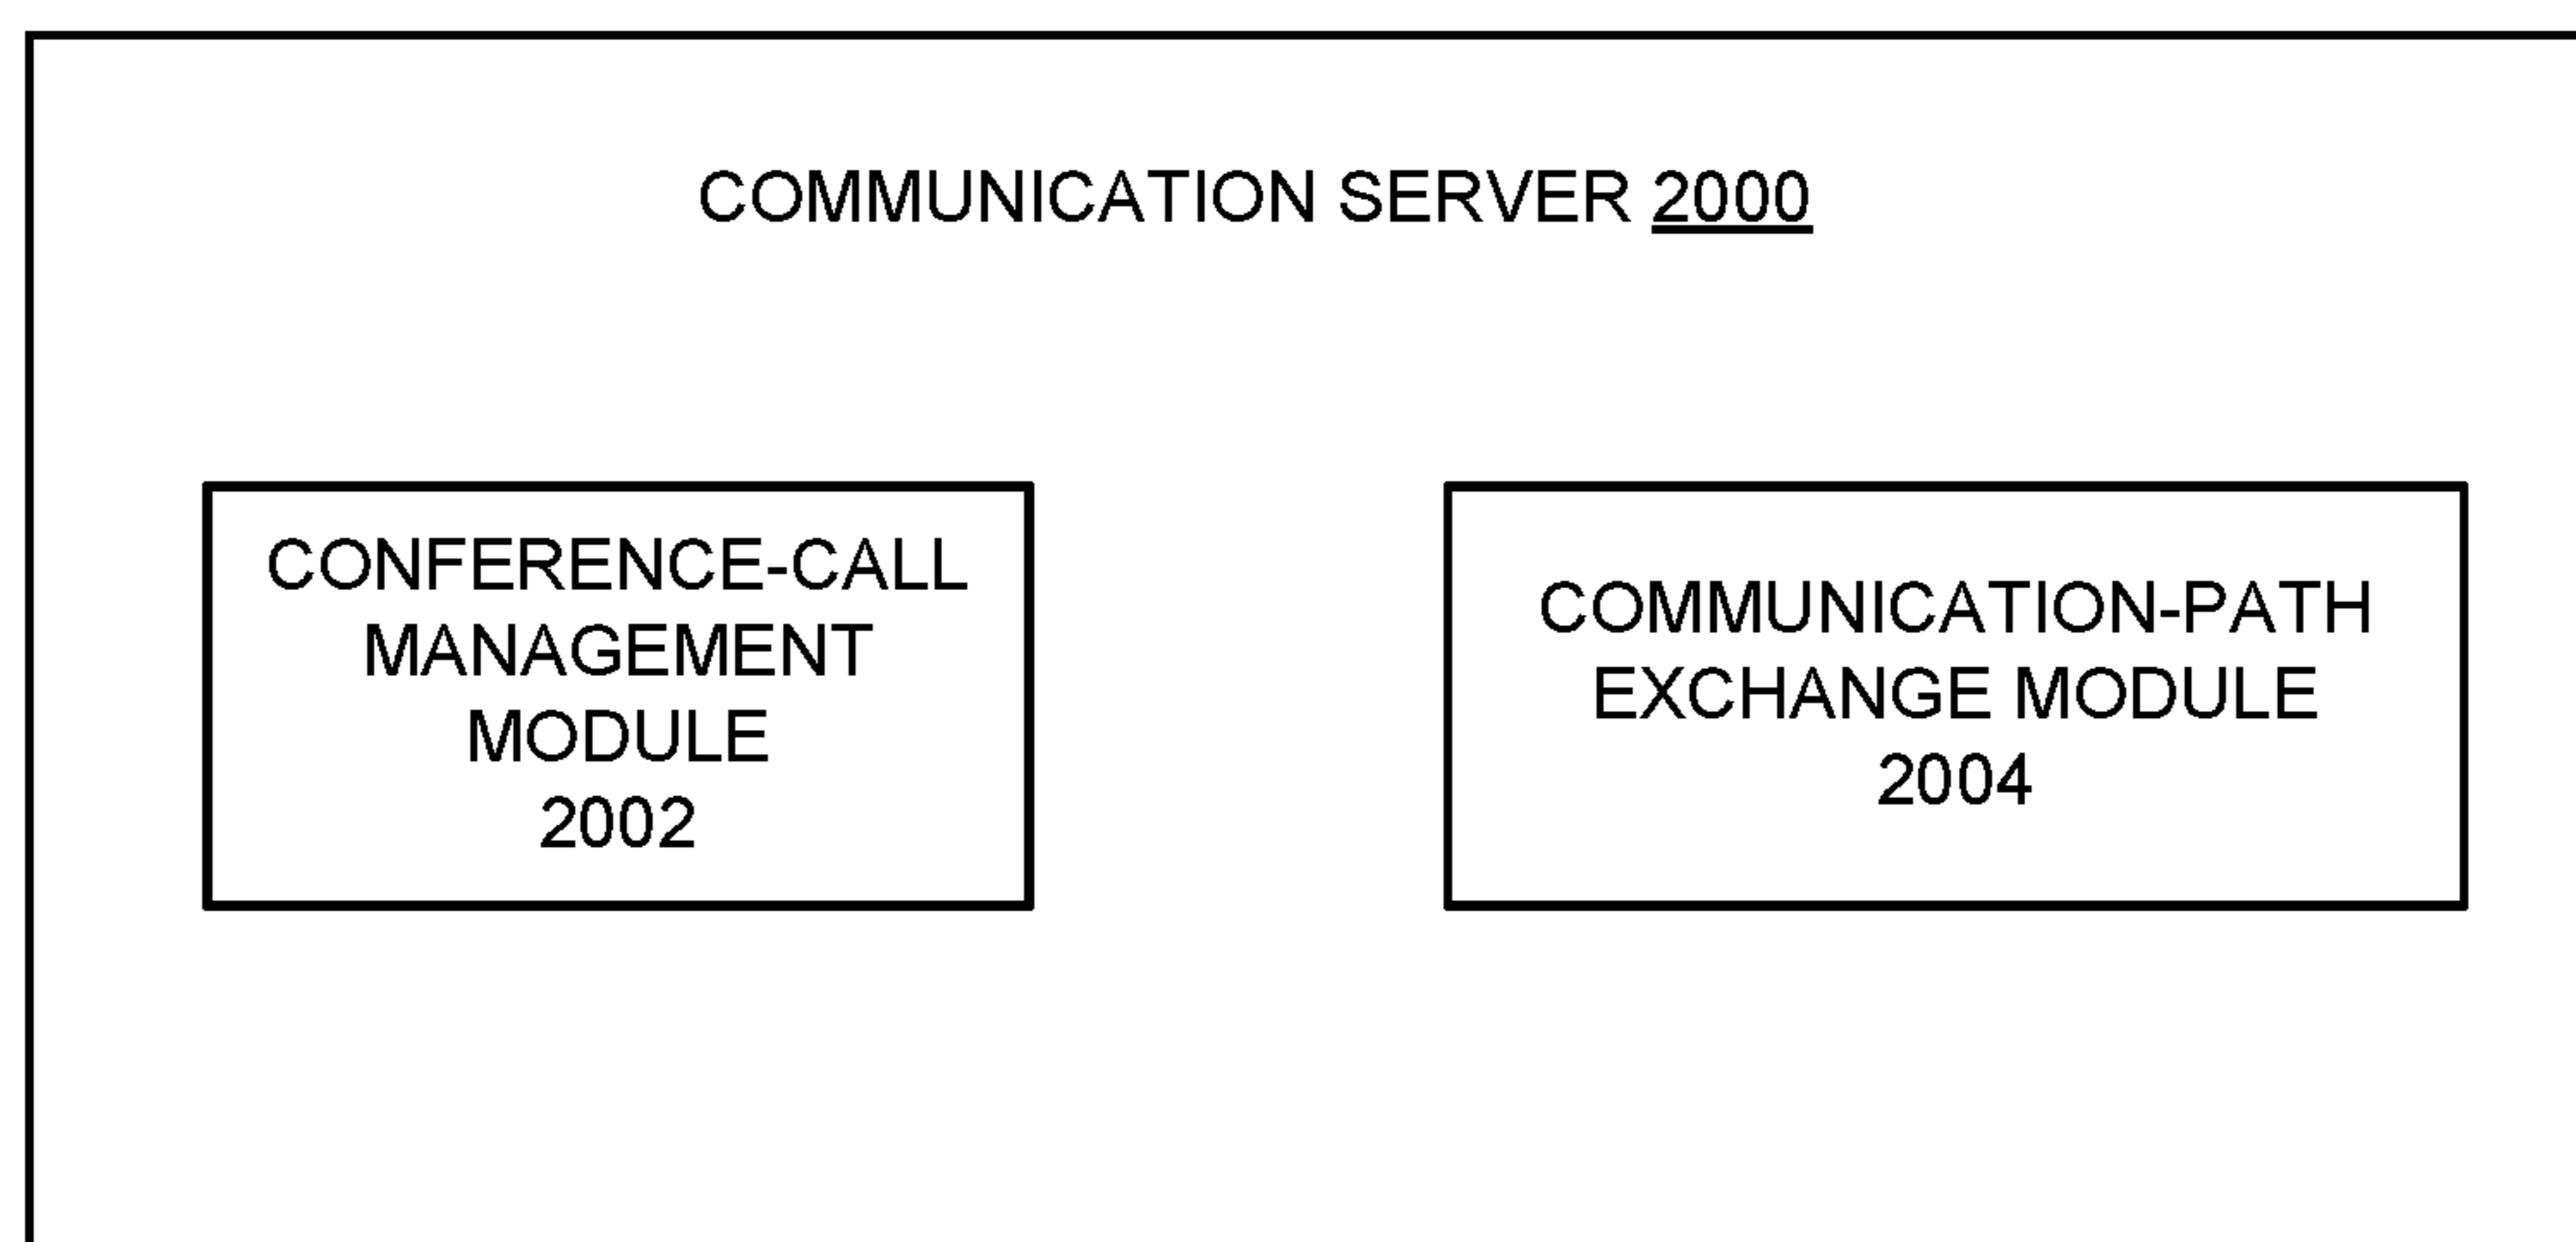 COMMUNICATION SERVER 2000
CONFERENCE-CALL
MANAGEMENT
MODULE
2002
COMMUNICATION-PATH
EXCHANGE MODULE
2004